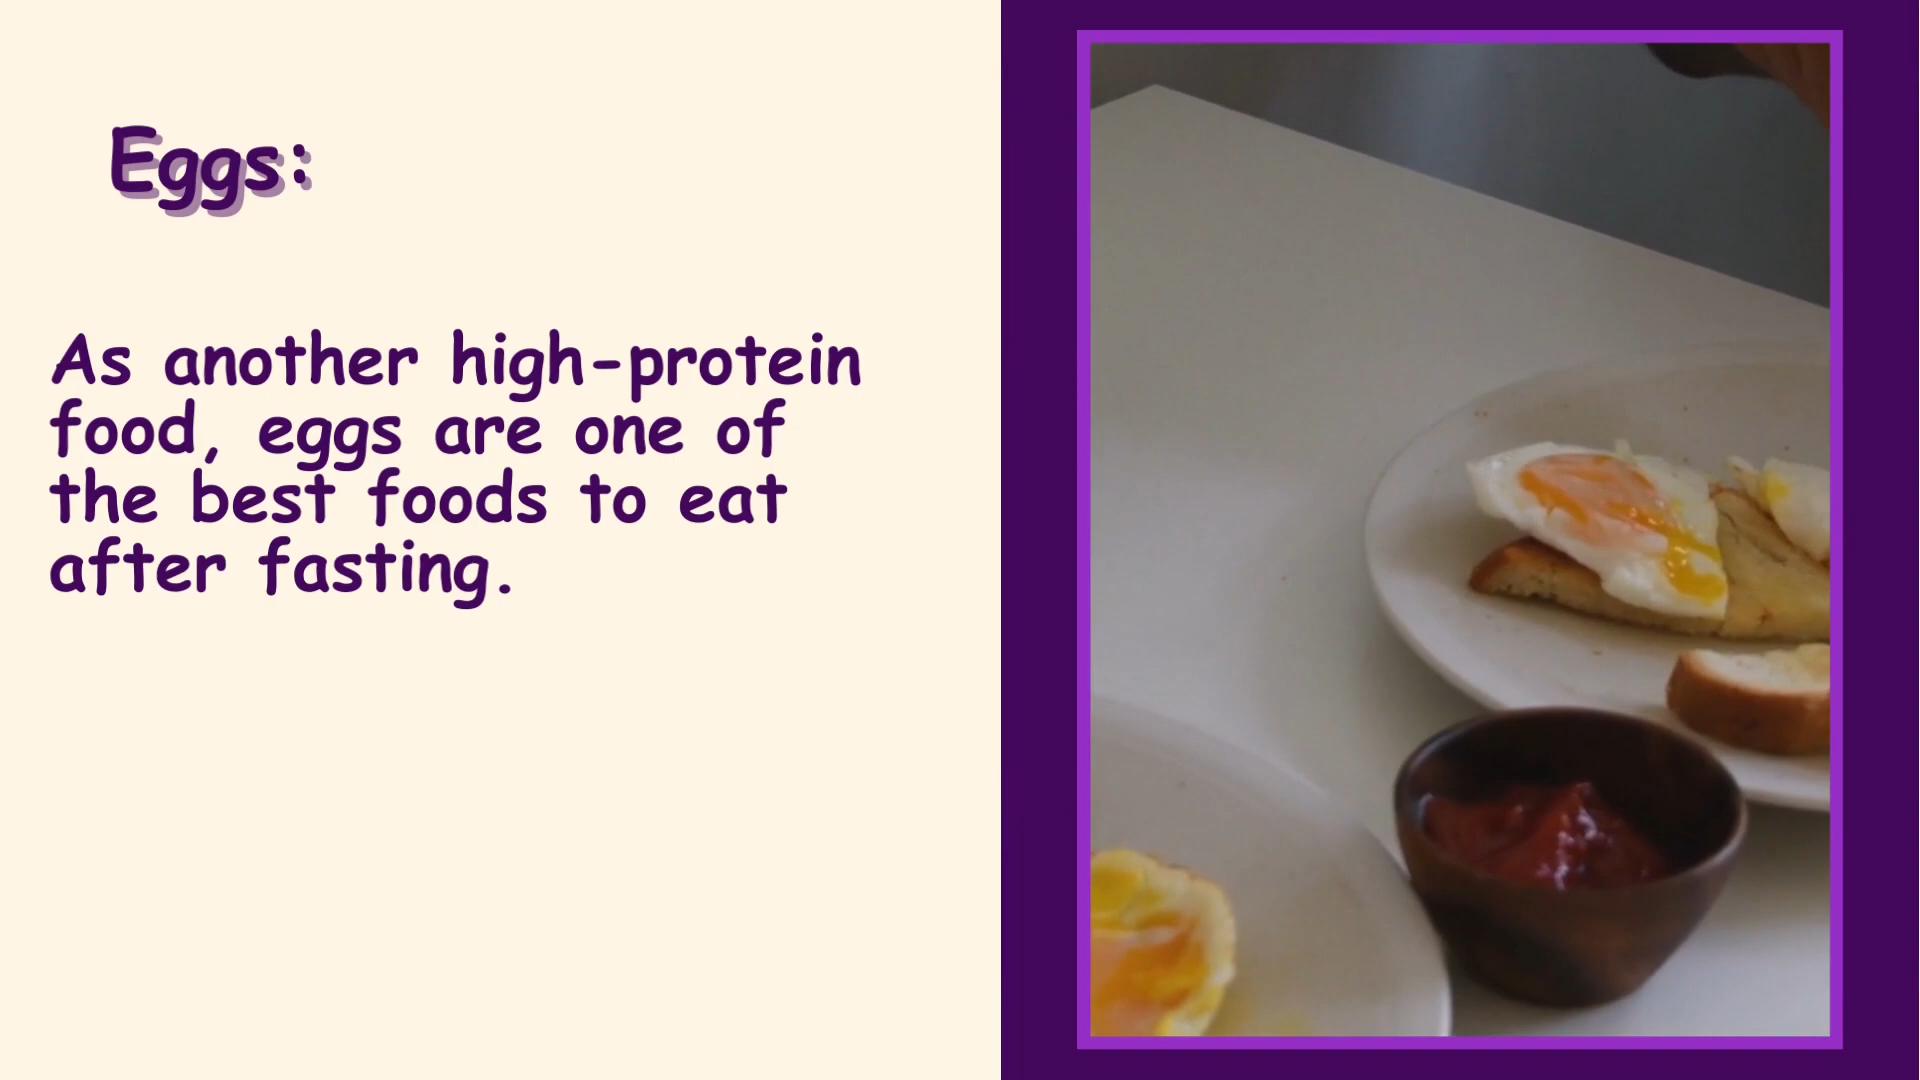 Eggs:
As another high-protein
food, eggs are one of
the best foods to eat
after fasting.